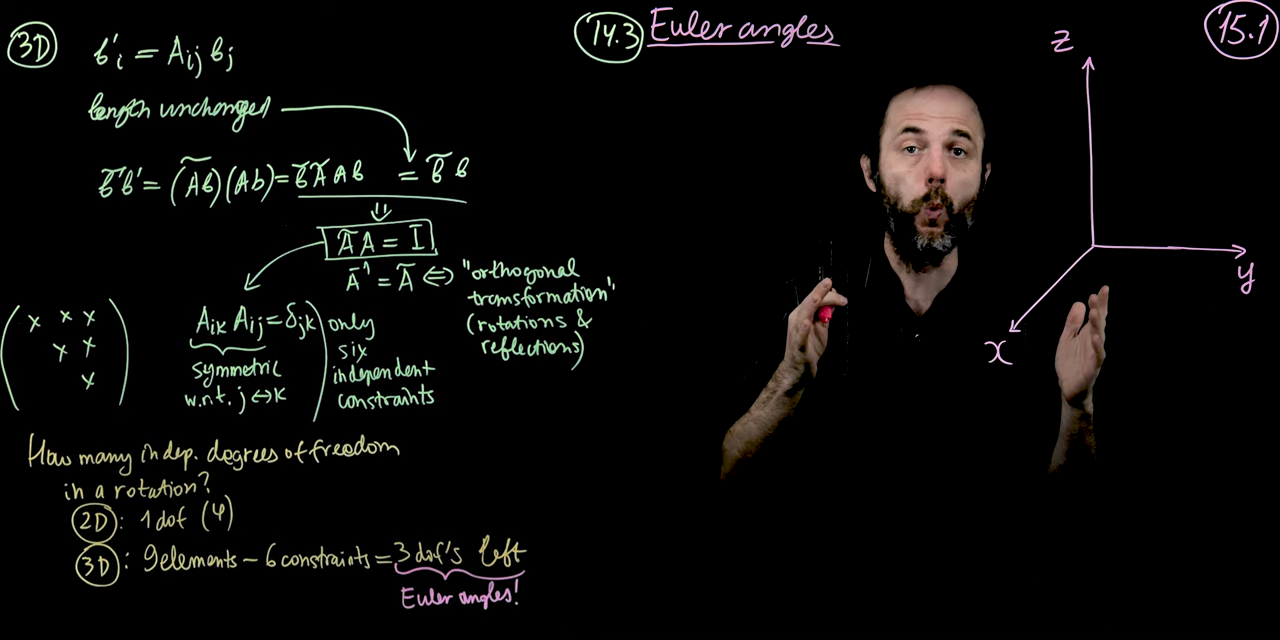 3D b'ᵢ = Aᵢⱼ bⱼ
length unchanged
b̃'b' = (Ãb)(Ab) = b̃ÃAb = b̃ b
⇓
ÃA = I
A⁻¹ = Ã ⇔ "orthogonal
transformation"
(rotations &
reflections)
( x x x
x x
x )
Aᵢₖ Aᵢⱼ = δⱼₖ
symmetric
w.r.t. j ↔ k
only
six
independent
constraints
How many indep. degrees of freedom
in a rotation?
2D: 1 dof (φ)
3D: 9 elements − 6 constraints = 3 dof's left
Euler angles!
14.3 Euler angles
15.1
z
y
x